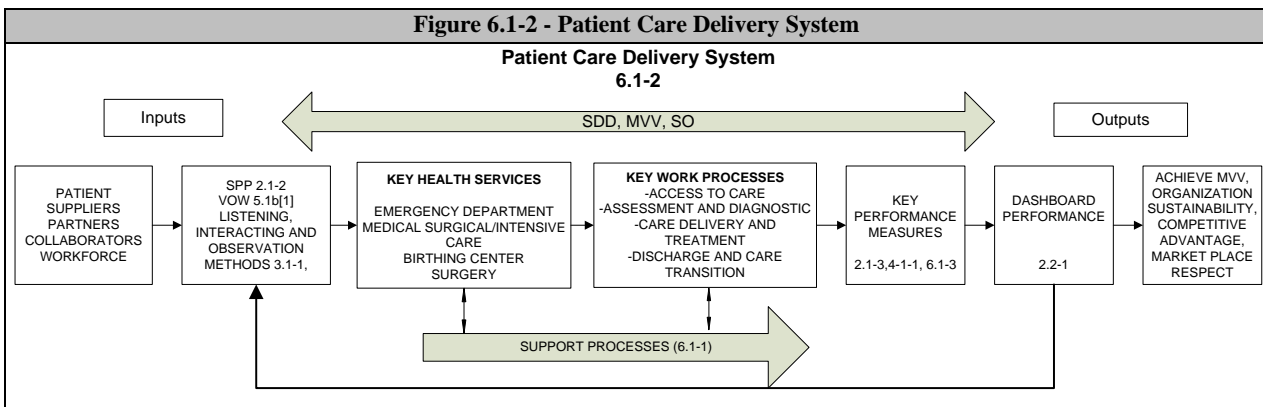 Figure 6.1-2 - Patient Care Delivery System
Patient Care Delivery System
6.1-2
Inputs
SDD, MVV, SO
Outputs
PATIENT
SUPPLIERS
PARTNERS
COLLABORATORS
WORKFORCE
SPP 2.1-2
VOW 5.1b[1]
LISTENING,
INTERACTING AND
OBSERVATION
METHODS 3.1-1,
KEY HEALTH SERVICES
EMERGENCY DEPARTMENT
MEDICAL SURGICAL/INTENSIVE
CARE
BIRTHING CENTER
SURGERY
KEY WORK PROCESSES
-ACCESS TO CARE
-ASSESSMENT AND DIAGNOSTIC
-CARE DELIVERY AND
TREATMENT
-DISCHARGE AND CARE
TRANSITION
KEY
PERFORMANCE
MEASURES
2.1-3,4-1-1, 6.1-3
DASHBOARD
PERFORMANCE
2.2-1
ACHIEVE MVV,
ORGANIZATION
SUSTAINABILITY,
COMPETITIVE
ADVANTAGE,
MARKET PLACE
RESPECT
SUPPORT PROCESSES (6.1-1)